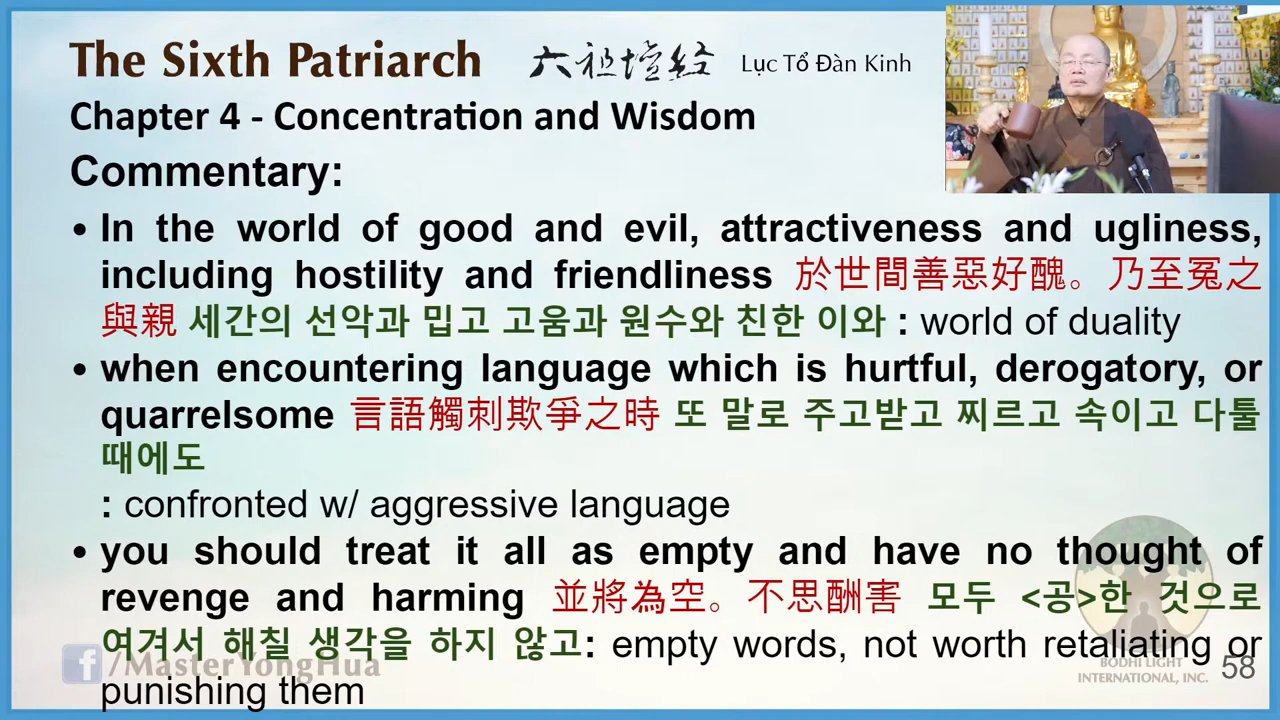 The Sixth Patriarch 六祖壇経 Lục Tổ Đàn Kinh
Chapter 4 - Concentration and Wisdom
Commentary:
• In the world of good and evil, attractiveness and ugliness,
including hostility and friendliness 於世間善惡好醜。乃至冤之
與親 세간의 선악과 밉고 고움과 원수와 친한 이와 : world of duality
• when encountering language which is hurtful, derogatory, or
quarrelsome 言語觸刺欺爭之時 또 말로 주고받고 찌르고 속이고 다툴
때에도
: confronted w/ aggressive language
• you should treat it all as empty and have no thought of
revenge and harming 並將為空。不思酬害 모두 <공>한 것으로
여겨서 해칠 생각을 하지 않고: empty words, not worth retaliating or
punishing them
f/MasterYongHua
BODHI LIGHT
INTERNATIONAL, INC.
58